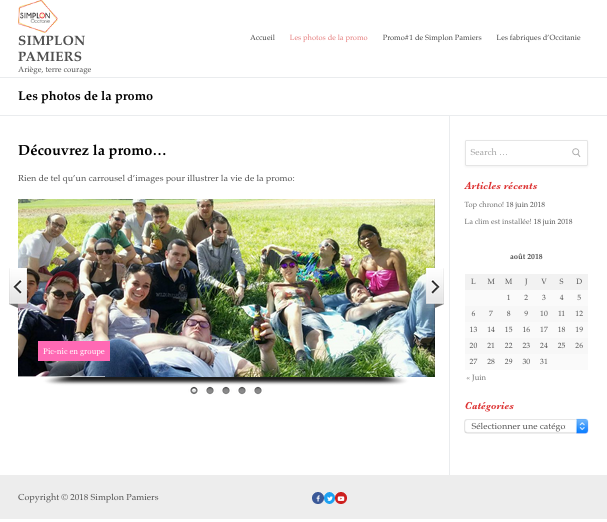 SIMPLON
Occitanie
SIMPLON
PAMIERS
Ariège, terre courage
Accueil Les photos de la promo Promo#1 de Simplon Pamiers Les fabriques d'Occitanie
Les photos de la promo
Découvrez la promo…
Rien de tel qu'un carrousel d'images pour illustrer la vie de la promo:
Pic-nic en groupe
Search …
Articles récents
Top chrono! 18 juin 2018
La clim est installée! 18 juin 2018
août 2018
L M M J V S D
1 2 3 4 5
6 7 8 9 10 11 12
13 14 15 16 17 18 19
20 21 22 23 24 25 26
27 28 29 30 31
« Juin
Catégories
Sélectionner une catégo
Copyright © 2018 Simplon Pamiers